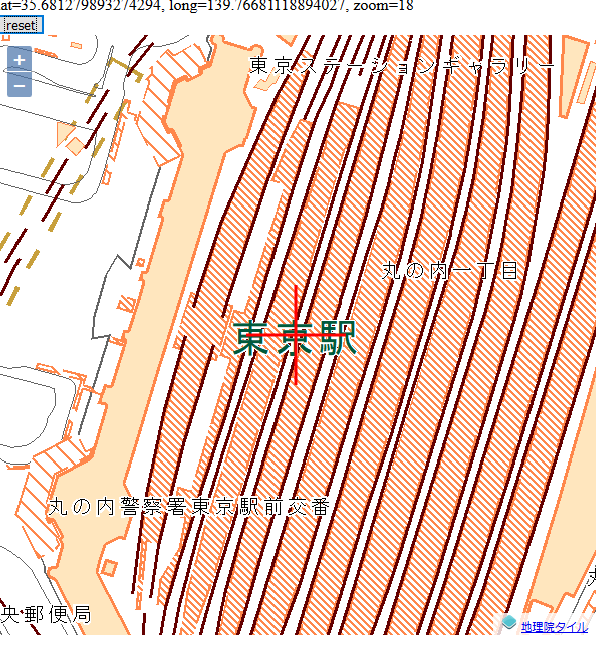 at=35.681279893274294, long=139.76681118894027, zoom=18
reset
+
−
東京ステーションギャラリー
丸の内一丁目
東京駅
丸の内警察署東京駅前交番
央郵便局
地理院タイル